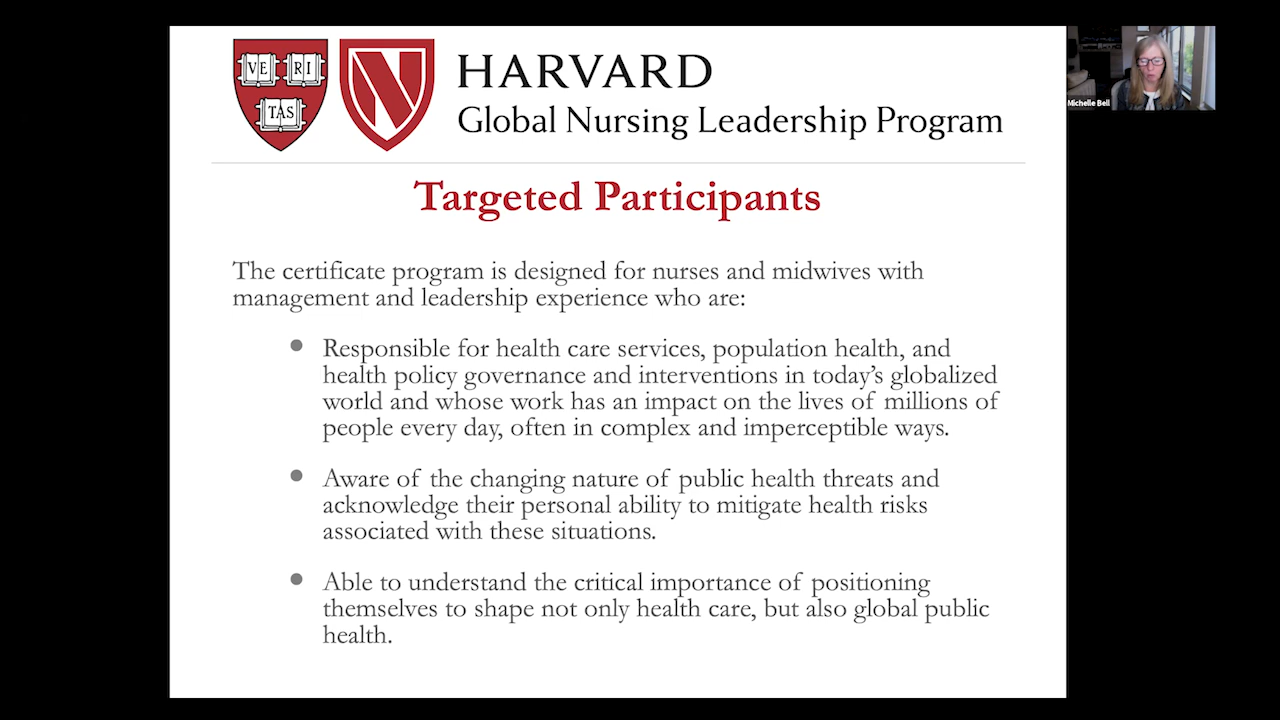 VE RI
TAS
HARVARD
Global Nursing Leadership Program
Michelle Bell
Targeted Participants
The certificate program is designed for nurses and midwives with
management and leadership experience who are:
• Responsible for health care services, population health, and
health policy governance and interventions in today's globalized
world and whose work has an impact on the lives of millions of
people every day, often in complex and imperceptible ways.
• Aware of the changing nature of public health threats and
acknowledge their personal ability to mitigate health risks
associated with these situations.
• Able to understand the critical importance of positioning
themselves to shape not only health care, but also global public
health.